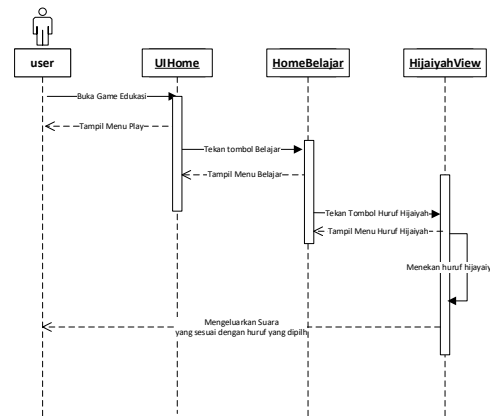 user
UIHome
HomeBelajar
HijaiyahView
Buka Game Edukasi
Tampil Menu Play
Tekan tombol Belajar
Tampil Menu Belajar
Tekan Tombol Huruf Hijaiyah
Tampil Menu Huruf Hijaiyah
Menekan huruf hijayaiy
Mengeluarkan Suara
yang sesuai dengan huruf yang dipilh